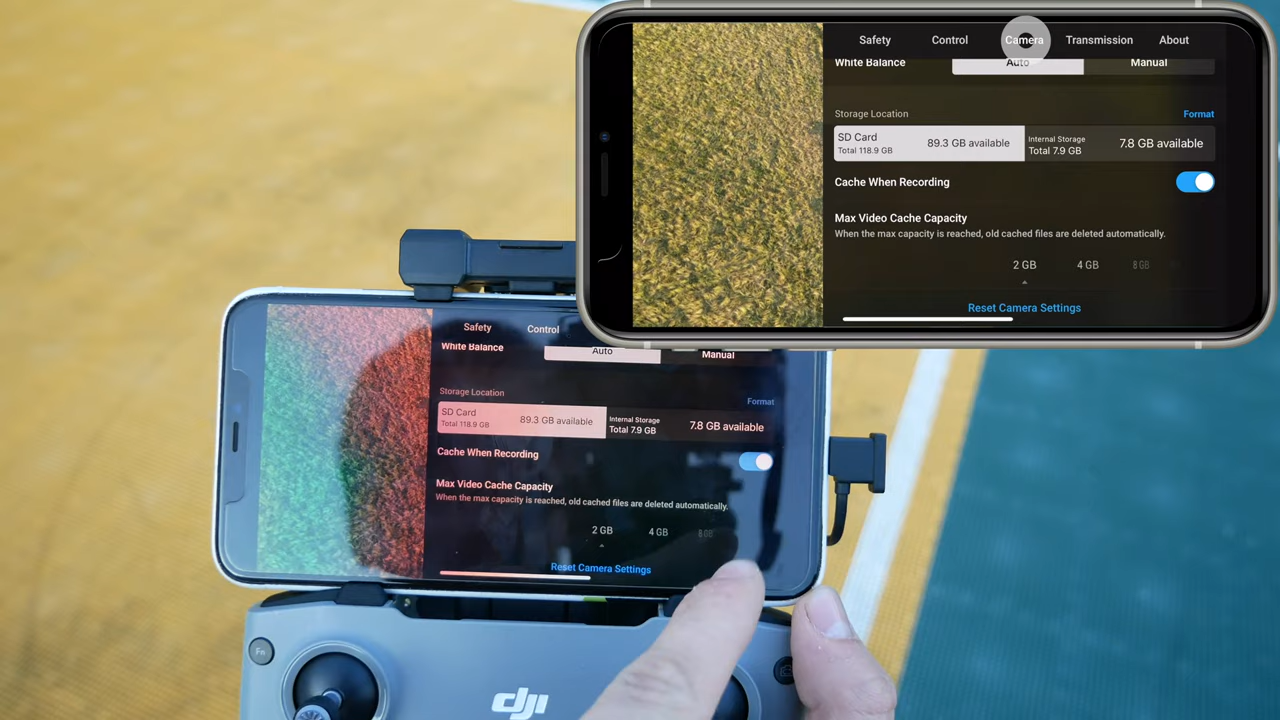 Safety Control Camera Transmission About
White Balance Auto Manual
Storage Location Format
SD Card
Total 118.9 GB
89.3 GB available
Internal Storage
Total 7.9 GB
7.8 GB available
Cache When Recording
Max Video Cache Capacity
When the max capacity is reached, old cached files are deleted automatically.
2 GB 4 GB 8 GB
Reset Camera Settings
Safety Control
White Balance Auto Manual
Storage Location Format
SD Card
Total 118.9 GB
89.3 GB available
Internal Storage
Total 7.9 GB
7.8 GB available
Cache When Recording
Max Video Cache Capacity
When the max capacity is reached, old cached files are deleted automatically.
2 GB 4 GB 8 GB
Reset Camera Settings
Fn
dji